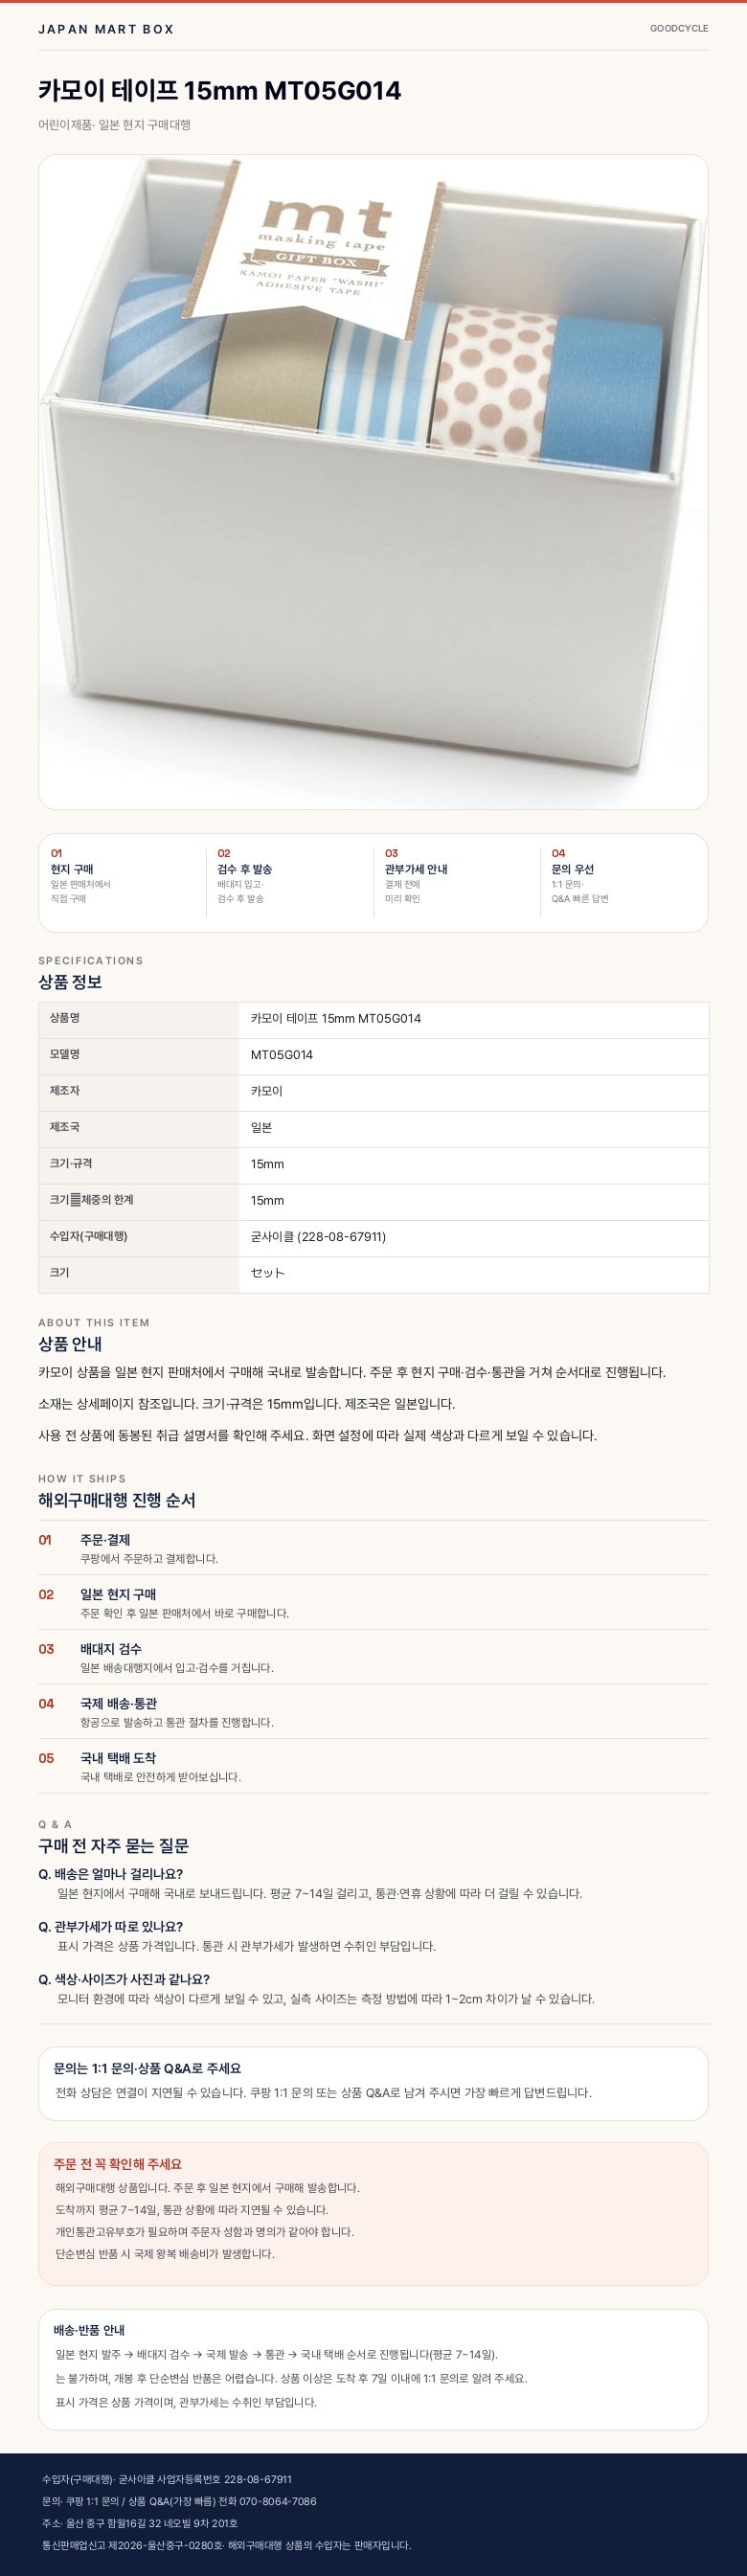 JAPAN MART BOX
GOODCYCLE
카모이 테이프 15mm MT05G014
어린이제품· 일본 현지 구매대행
mt
masking tape
GIFT BOX
KAMOI PAPER "WASHI"
ADHESIVE TAPE
01
현지 구매
일본 판매처에서
직접 구매
02
검수 후 발송
배대지 입고·
검수 후 발송
03
관부가세 안내
결제 전에
미리 확인
04
문의 우선
1:1 문의·
Q&A 빠른 답변
SPECIFICATIONS
상품 정보
상품명 카모이 테이프 15mm MT05G014
모델명 MT05G014
제조자 카모이
제조국 일본
크기·규격 15mm
크기 체중의 한계 15mm
수입자(구매대행) 굳사이클 (228-08-67911)
크기 セット
ABOUT THIS ITEM
상품 안내
카모이 상품을 일본 현지 판매처에서 구매해 국내로 발송합니다. 주문 후 현지 구매·검수·통관을 거쳐 순서대로 진행됩니다.
소재는 상세페이지 참조입니다. 크기·규격은 15mm입니다. 제조국은 일본입니다.
사용 전 상품에 동봉된 취급 설명서를 확인해 주세요. 화면 설정에 따라 실제 색상과 다르게 보일 수 있습니다.
HOW IT SHIPS
해외구매대행 진행 순서
01 주문·결제
쿠팡에서 주문하고 결제합니다.
02 일본 현지 구매
주문 확인 후 일본 판매처에서 바로 구매합니다.
03 배대지 검수
일본 배송대행지에서 입고·검수를 거칩니다.
04 국제 배송·통관
항공으로 발송하고 통관 절차를 진행합니다.
05 국내 택배 도착
국내 택배로 안전하게 받아보십니다.
Q & A
구매 전 자주 묻는 질문
Q. 배송은 얼마나 걸리나요?
일본 현지에서 구매해 국내로 보내드립니다. 평균 7~14일 걸리고, 통관·연휴 상황에 따라 더 걸릴 수 있습니다.
Q. 관부가세가 따로 있나요?
표시 가격은 상품 가격입니다. 통관 시 관부가세가 발생하면 수취인 부담입니다.
Q. 색상·사이즈가 사진과 같나요?
모니터 환경에 따라 색상이 다르게 보일 수 있고, 실측 사이즈는 측정 방법에 따라 1~2cm 차이가 날 수 있습니다.
문의는 1:1 문의·상품 Q&A로 주세요
전화 상담은 연결이 지연될 수 있습니다. 쿠팡 1:1 문의 또는 상품 Q&A로 남겨 주시면 가장 빠르게 답변드립니다.
주문 전 꼭 확인해 주세요
해외구매대행 상품입니다. 주문 후 일본 현지에서 구매해 발송합니다.
도착까지 평균 7~14일, 통관 상황에 따라 지연될 수 있습니다.
개인통관고유부호가 필요하며 주문자 성함과 명의가 같아야 합니다.
단순변심 반품 시 국제 왕복 배송비가 발생합니다.
배송·반품 안내
일본 현지 발주 → 배대지 검수 → 국제 발송 → 통관 → 국내 택배 순서로 진행됩니다(평균 7~14일).
는 불가하며, 개봉 후 단순변심 반품은 어렵습니다. 상품 이상은 도착 후 7일 이내에 1:1 문의로 알려 주세요.
표시 가격은 상품 가격이며, 관부가세는 수취인 부담입니다.
수입자(구매대행)· 굳사이클 사업자등록번호 228-08-67911
문의· 쿠팡 1:1 문의 / 상품 Q&A(가장 빠름) 전화 070-8064-7086
주소· 울산 중구 함월16길 32 네오빌 9차 201호
통신판매업신고 제2026-울산중구-0280호· 해외구매대행 상품의 수입자는 판매자입니다.